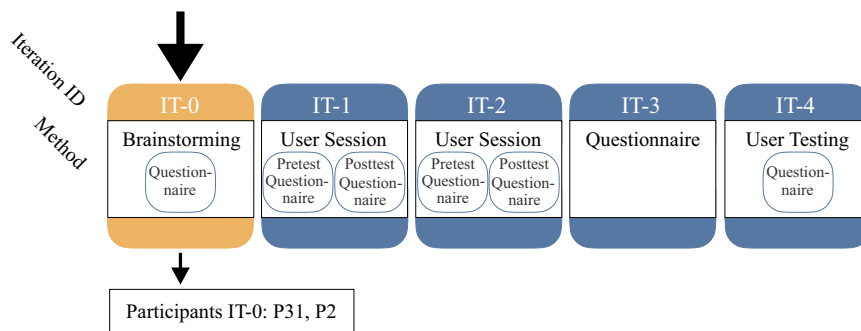 Iteration ID
IT-0
IT-1
IT-2
IT-3
IT-4
Method
Brainstorming
Question-
naire
User Session
Pretest
Question-
naire
Posttest
Question-
naire
User Session
Pretest
Question-
naire
Posttest
Question-
naire
Questionnaire
User Testing
Question-
naire
Participants IT-0: P31, P2